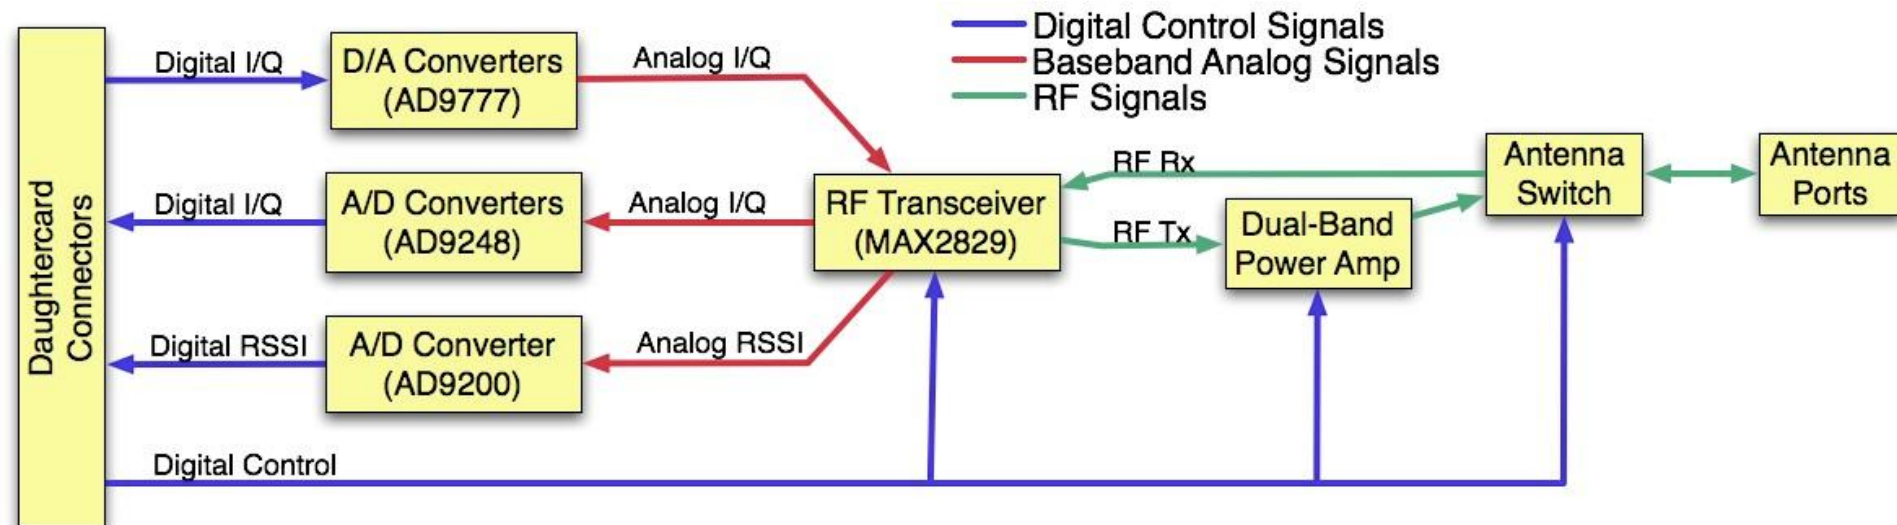 Digital Control Signals
Baseband Analog Signals
RF Signals
Daughtercard
Connectors
Digital I/Q
D/A Converters
(AD9777)
Analog I/Q
Digital I/Q
A/D Converters
(AD9248)
Analog I/Q
RF Transceiver
(MAX2829)
RF Rx
RF Tx
Dual-Band
Power Amp
Antenna
Switch
Antenna
Ports
Digital RSSI
A/D Converter
(AD9200)
Analog RSSI
Digital Control